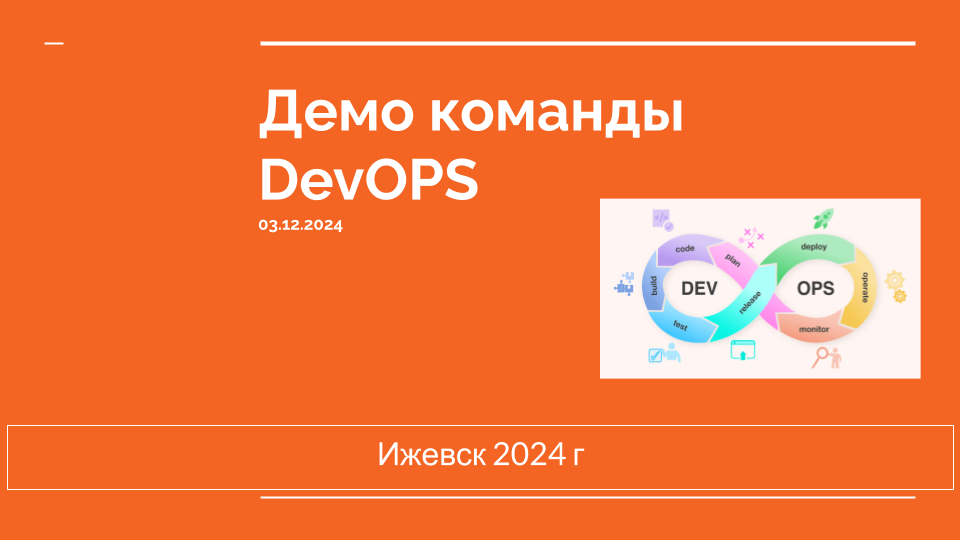 Демо команды
DevOPS
03.12.2024
code
plan
deploy
build
DEV
release
OPS
operate
test
monitor
Ижевск 2024 г